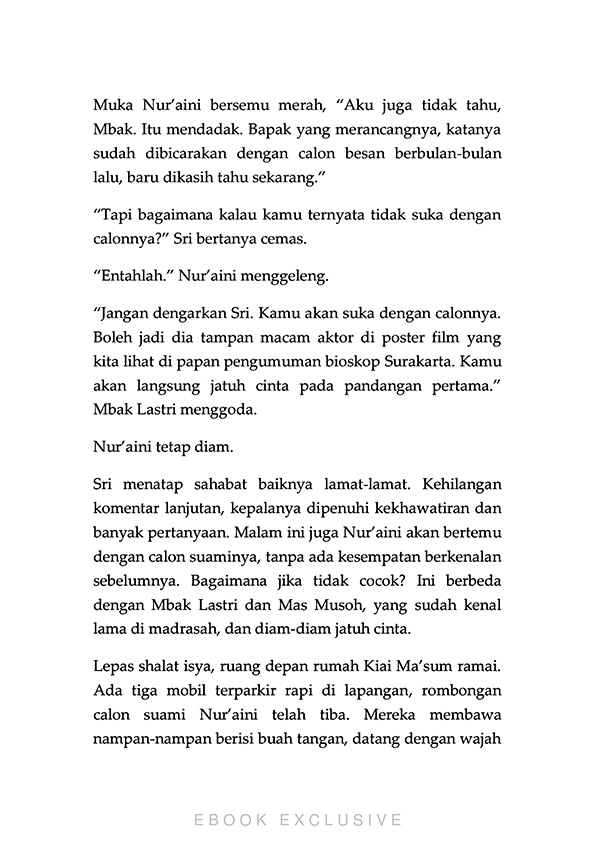 Muka Nur’aini bersemu merah, “Aku juga tidak tahu,
Mbak. Itu mendadak. Bapak yang merancangnya, katanya
sudah dibicarakan dengan calon besan berbulan-bulan
lalu, baru dikasih tahu sekarang.”
“Tapi bagaimana kalau kamu ternyata tidak suka dengan
calonnya?” Sri bertanya cemas.
“Entahlah.” Nur’aini menggeleng.
“Jangan dengarkan Sri. Kamu akan suka dengan calonnya.
Boleh jadi dia tampan macam aktor di poster film yang
kita lihat di papan pengumuman bioskop Surakarta. Kamu
akan langsung jatuh cinta pada pandangan pertama.”
Mbak Lastri menggoda.
Nur’aini tetap diam.
Sri menatap sahabat baiknya lamat-lamat. Kehilangan
komentar lanjutan, kepalanya dipenuhi kekhawatiran dan
banyak pertanyaan. Malam ini juga Nur’aini akan bertemu
dengan calon suaminya, tanpa ada kesempatan berkenalan
sebelumnya. Bagaimana jika tidak cocok? Ini berbeda
dengan Mbak Lastri dan Mas Musoh, yang sudah kenal
lama di madrasah, dan diam-diam jatuh cinta.
Lepas shalat isya, ruang depan rumah Kiai Ma’sum ramai.
Ada tiga mobil terparkir rapi di lapangan, rombongan
calon suami Nur’aini telah tiba. Mereka membawa
nampan-nampan berisi buah tangan, datang dengan wajah
EBOOK EXCLUSIVE